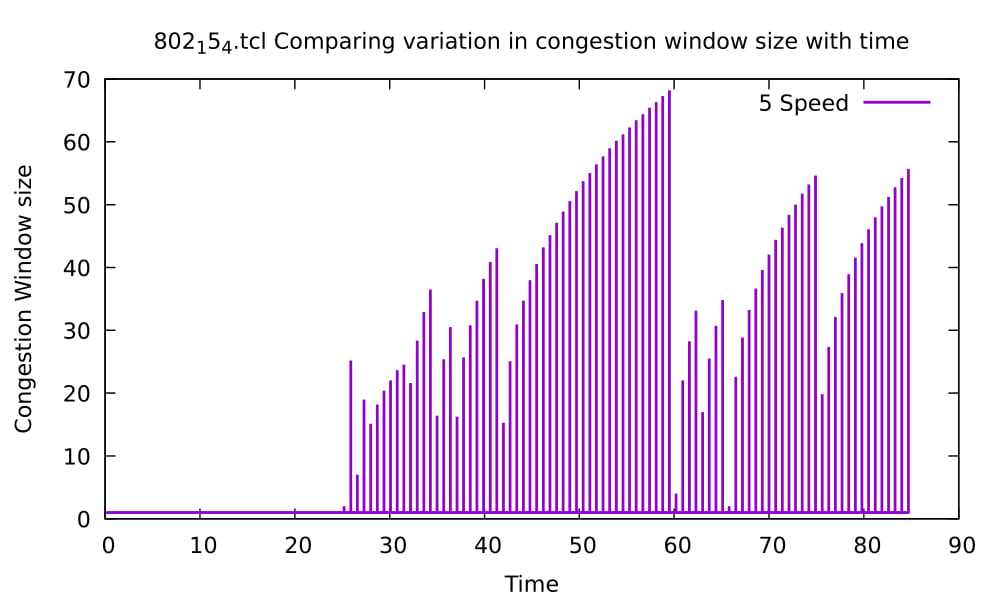 802₁5₄.tcl Comparing variation in congestion window size with time
70
60
50
40
30
20
10
0
Congestion Window size
5 Speed
0 10 20 30 40 50 60 70 80 90
Time